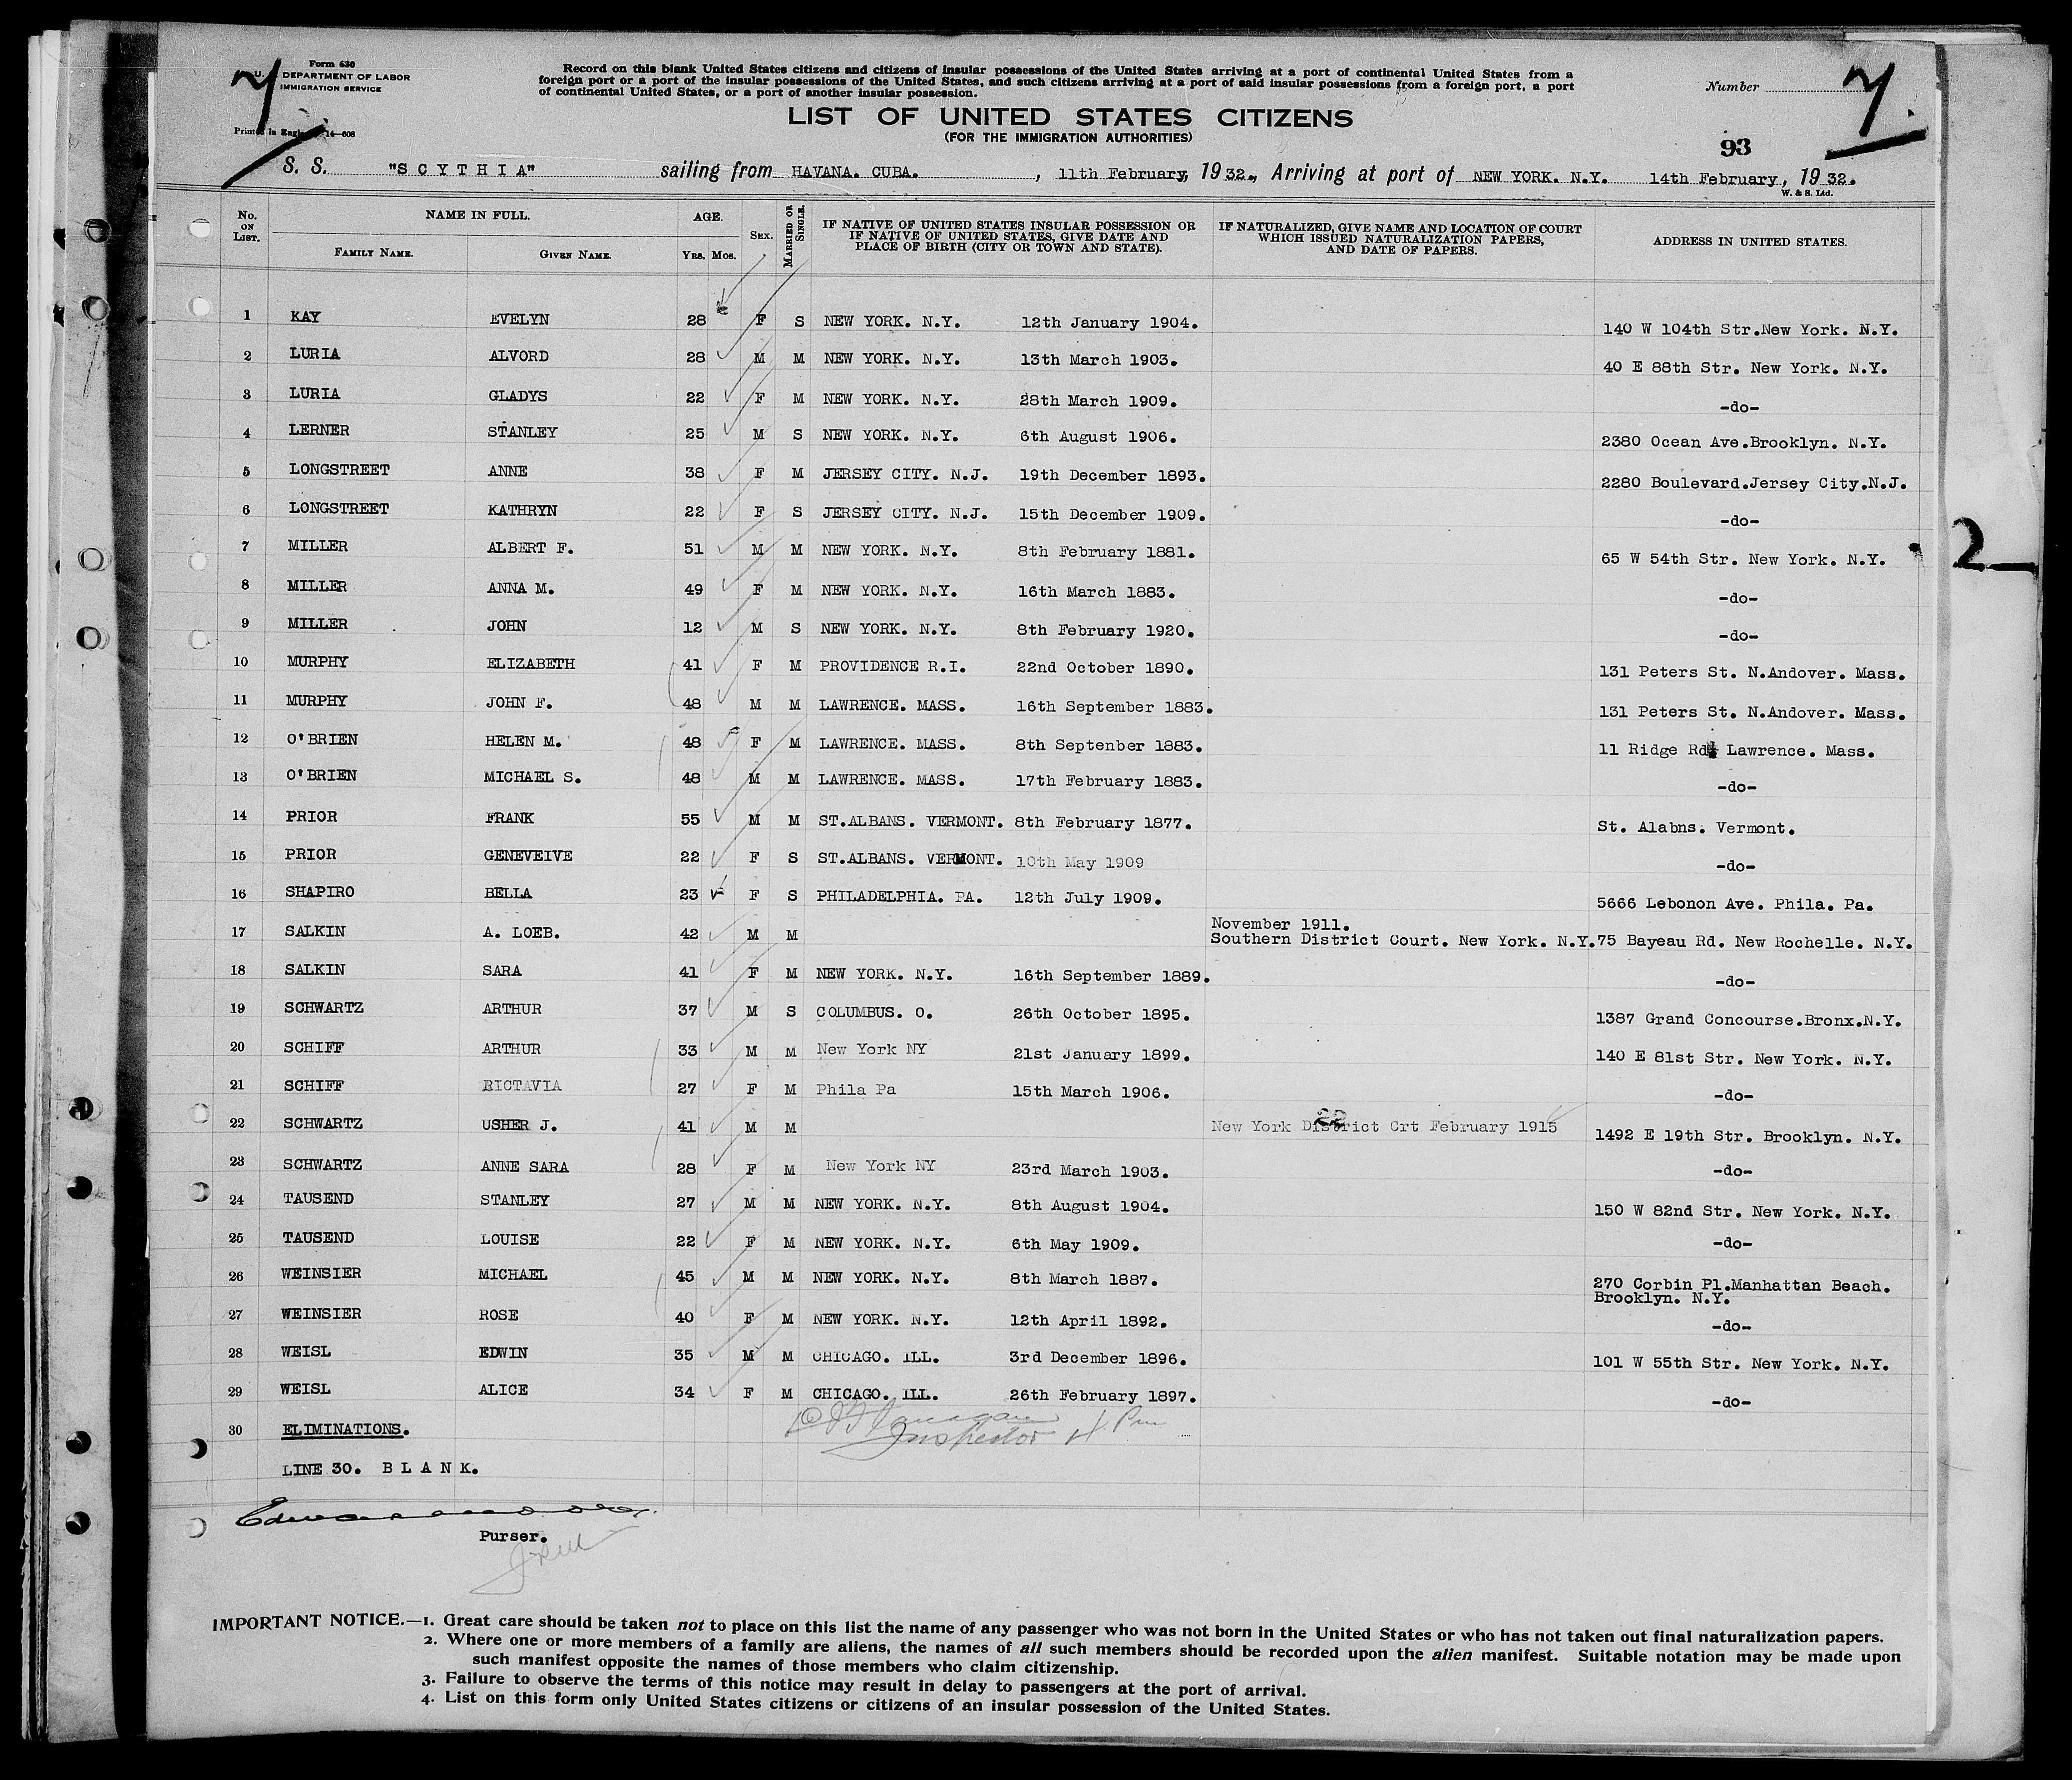 Form 630
U. S. DEPARTMENT OF LABOR
IMMIGRATION SERVICE
Printed in England 14—608
Record on this blank United States citizens and citizens of insular possessions of the United States arriving at a port of continental United States from a
foreign port or a port of the insular possessions of the United States, and such citizens arriving at a port of said insular possessions from a foreign port, a port
of continental United States, or a port of another insular possession.
Number
LIST OF UNITED STATES CITIZENS
(FOR THE IMMIGRATION AUTHORITIES)
93
S. S. "SCYTHIA" sailing from HAVANA. CUBA. , 11th February, 1932., Arriving at port of NEW YORK. N.Y. 14th February, 1932.
W. & S. Ltd.
No. ON LIST. NAME IN FULL. AGE. SEX. MARRIED OR SINGLE. IF NATIVE OF UNITED STATES INSULAR POSSESSION OR IF NATIVE OF UNITED STATES, GIVE DATE AND PLACE OF BIRTH (CITY OR TOWN AND STATE). IF NATURALIZED, GIVE NAME AND LOCATION OF COURT WHICH ISSUED NATURALIZATION PAPERS, AND DATE OF PAPERS. ADDRESS IN UNITED STATES.
FAMILY NAME. GIVEN NAME. YRS. MOS.
1 KAY EVELYN 28 F S NEW YORK. N.Y. 12th January 1904. 140 W 104th Str.New York. N.Y.
2 LURIA ALVORD 28 M M NEW YORK. N.Y. 13th March 1903. 40 E 88th Str. New York. N.Y.
3 LURIA GLADYS 22 F M NEW YORK. N.Y. 28th March 1909. -do-
4 LERNER STANLEY 25 M S NEW YORK. N.Y. 6th August 1906. 2380 Ocean Ave.Brooklyn. N.Y.
5 LONGSTREET ANNE 38 F M JERSEY CITY. N.J. 19th December 1893. 2280 Boulevard.Jersey City.N.J.
6 LONGSTREET KATHRYN 22 F S JERSEY CITY. N.J. 15th December 1909. -do-
7 MILLER ALBERT F. 51 M M NEW YORK. N.Y. 8th February 1881. 65 W 54th Str. New York. N.Y.
8 MILLER ANNA M. 49 F M NEW YORK. N.Y. 16th March 1883. -do-
9 MILLER JOHN 12 M S NEW YORK. N.Y. 8th February 1920. -do-
10 MURPHY ELIZABETH 41 F M PROVIDENCE R.I. 22nd October 1890. 131 Peters St. N.Andover. Mass.
11 MURPHY JOHN F. 48 M M LAWRENCE. MASS. 16th September 1883. 131 Peters St. N.Andover. Mass.
12 O'BRIEN HELEN M. 48 F M LAWRENCE. MASS. 8th Septenber 1883. 11 Ridge Rd Lawrence. Mass.
13 O'BRIEN MICHAEL S. 48 M M LAWRENCE. MASS. 17th February 1883. -do-
14 PRIOR FRANK 55 M M ST.ALBANS. VERMONT. 8th February 1877. St. Alabns. Vermont.
15 PRIOR GENEVEIVE 22 F S ST.ALBANS. VERMONT. 10th May 1909 -do-
16 SHAPIRO BELLA 23 F S PHILADELPHIA. PA. 12th July 1909. 5666 Lebonon Ave. Phila. Pa.
November 1911.
17 SALKIN A. LOEB. 42 M M Southern District Court. New York. N.Y. 75 Bayeau Rd. New Rochelle. N.Y.
18 SALKIN SARA 41 F M NEW YORK. N.Y. 16th September 1889. -do-
19 SCHWARTZ ARTHUR 37 M S COLUMBUS. O. 26th October 1895. 1387 Grand Concourse.Bronx.N.Y.
20 SCHIFF ARTHUR 33 M M New York NY 21st January 1899. 140 E 81st Str. New York. N.Y.
21 SCHIFF RICTAVIA 27 F M Phila Pa 15th March 1906. -do-
22
22 SCHWARTZ USHER J. 41 M M New York District Crt February 1915 1492 E 19th Str. Brooklyn. N.Y.
23 SCHWARTZ ANNE SARA 28 F M New York NY 23rd March 1903. -do-
24 TAUSEND STANLEY 27 M M NEW YORK. N.Y. 8th August 1904. 150 W 82nd Str. New York. N.Y.
25 TAUSEND LOUISE 22 F M NEW YORK. N.Y. 6th May 1909. -do-
26 WEINSIER MICHAEL 45 M M NEW YORK. N.Y. 8th March 1887. 270 Corbin Pl.Manhattan Beach.
Brooklyn. N.Y.
27 WEINSIER ROSE 40 F M NEW YORK. N.Y. 12th April 1892. -do-
28 WEISL EDWIN 35 M M CHICAGO. ILL. 3rd December 1896. 101 W 55th Str. New York. N.Y.
29 WEISL ALICE 34 F M CHICAGO. ILL. 26th February 1897. -do-
30 ELIMINATIONS.
Inspector
LINE 30. BLANK.
Purser.
2
IMPORTANT NOTICE.—1. Great care should be taken not to place on this list the name of any passenger who was not born in the United States or who has not taken out final naturalization papers.
2. Where one or more members of a family are aliens, the names of all such members should be recorded upon the alien manifest. Suitable notation may be made upon
such manifest opposite the names of those members who claim citizenship.
3. Failure to observe the terms of this notice may result in delay to passengers at the port of arrival.
4. List on this form only United States citizens or citizens of an insular possession of the United States.